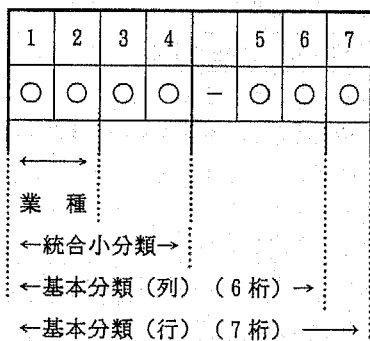 1 2 3 4 5 6 7
○ ○ ○ ○ － ○ ○ ○
←→
業 種
←統合小分類→
←基本分類（列）（6桁）→
←基本分類（行）（7桁）→